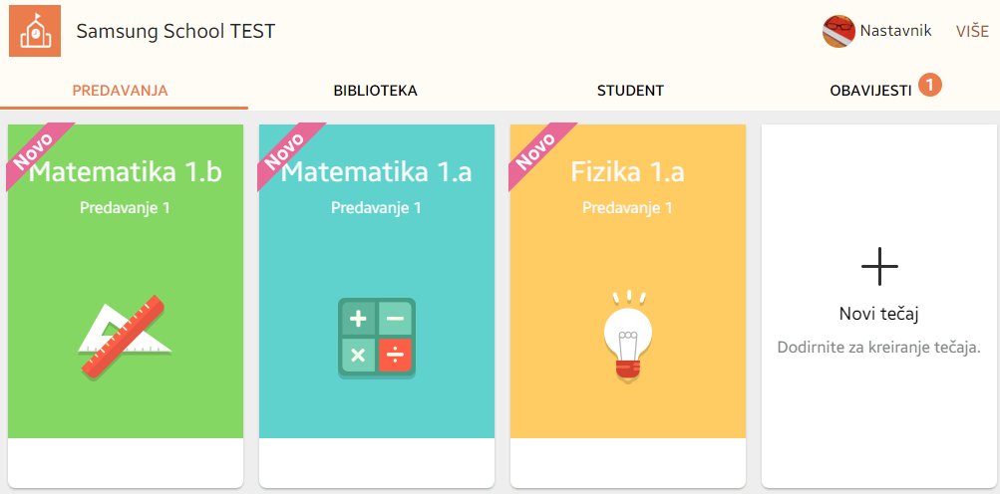 Samsung School TEST
Nastavnik
VIŠE
PREDAVANJA
BIBLIOTEKA
STUDENT
OBAVIJESTI
1
Novo
Matematika 1.b
Predavanje 1
Novo
Matematika 1.a
Predavanje 1
Novo
Fizika 1.a
Predavanje 1
Novi tečaj
Dodirnite za kreiranje tečaja.